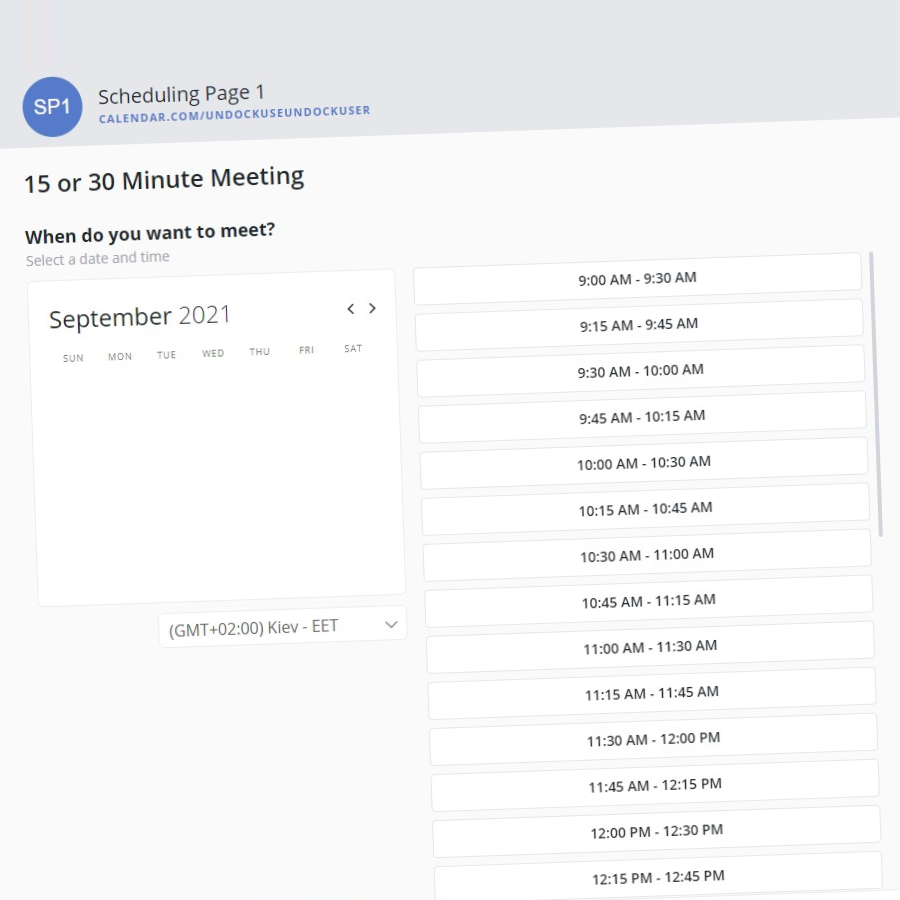 SP1
Scheduling Page 1
CALENDAR.COM/UNDOCKUSEUNDOCKUSER
15 or 30 Minute Meeting
When do you want to meet?
Select a date and time
September 2021
SUN MON TUE WED THU FRI SAT
(GMT+02:00) Kiev - EET
9:00 AM - 9:30 AM
9:15 AM - 9:45 AM
9:30 AM - 10:00 AM
9:45 AM - 10:15 AM
10:00 AM - 10:30 AM
10:15 AM - 10:45 AM
10:30 AM - 11:00 AM
10:45 AM - 11:15 AM
11:00 AM - 11:30 AM
11:15 AM - 11:45 AM
11:30 AM - 12:00 PM
11:45 AM - 12:15 PM
12:00 PM - 12:30 PM
12:15 PM - 12:45 PM